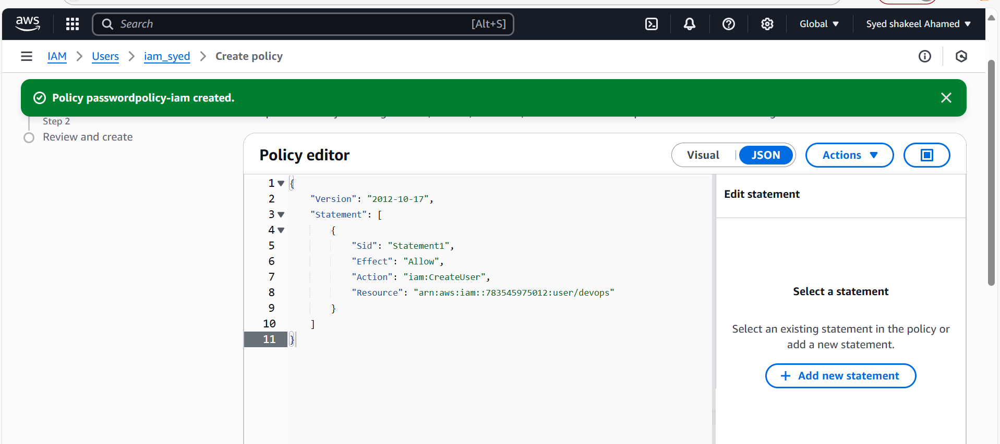 aws
Search [Alt+S]
Global
Syed shakeel Ahamed
IAM > Users > iam_syed > Create policy
Policy passwordpolicy-iam created.
Step 2
Review and create
Policy editor
Visual | JSON
Actions
1 {
2 "Version": "2012-10-17",
3 "Statement": [
4 {
5 "Sid": "Statement1",
6 "Effect": "Allow",
7 "Action": "iam:CreateUser",
8 "Resource": "arn:aws:iam::783545975012:user/devops"
9 }
10 ]
11 }
Edit statement
Select a statement
Select an existing statement in the policy or
add a new statement.
+ Add new statement